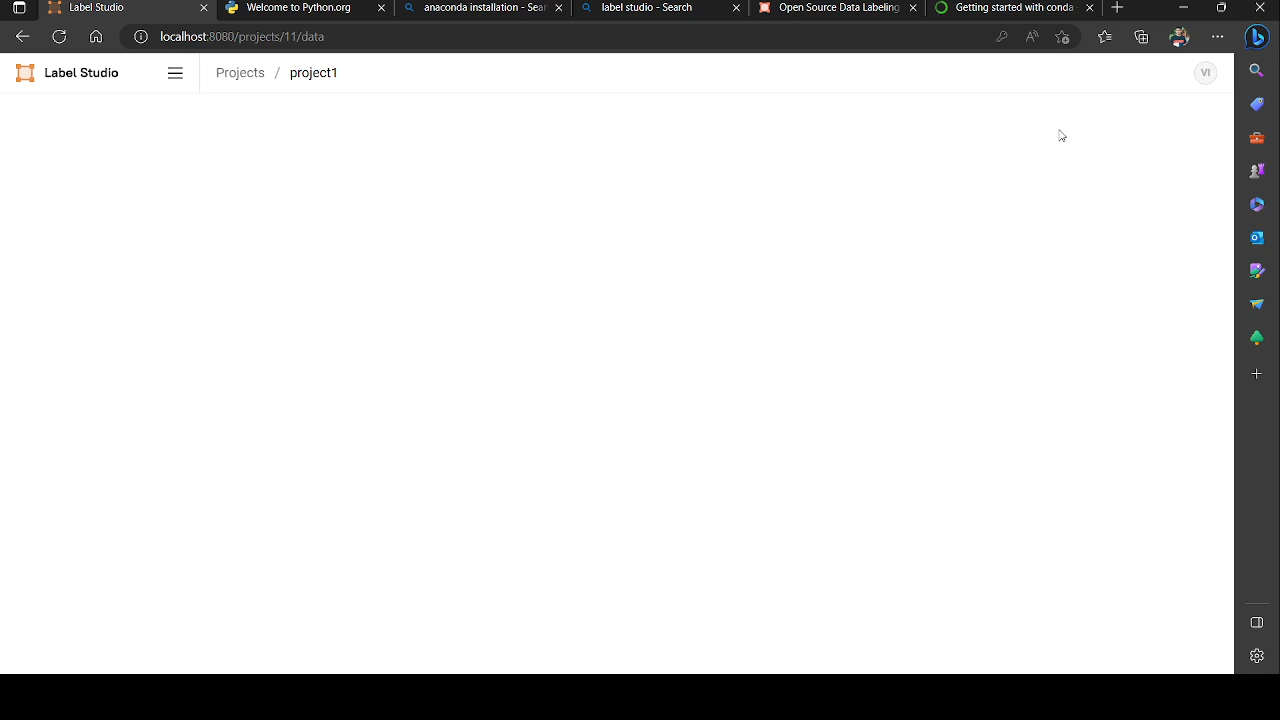 Label Studio
Welcome to Python.org
anaconda installation - Sear
label studio - Search
Open Source Data Labeling
Getting started with conda
localhost:8080/projects/11/data
Label Studio
Projects / project1
VI